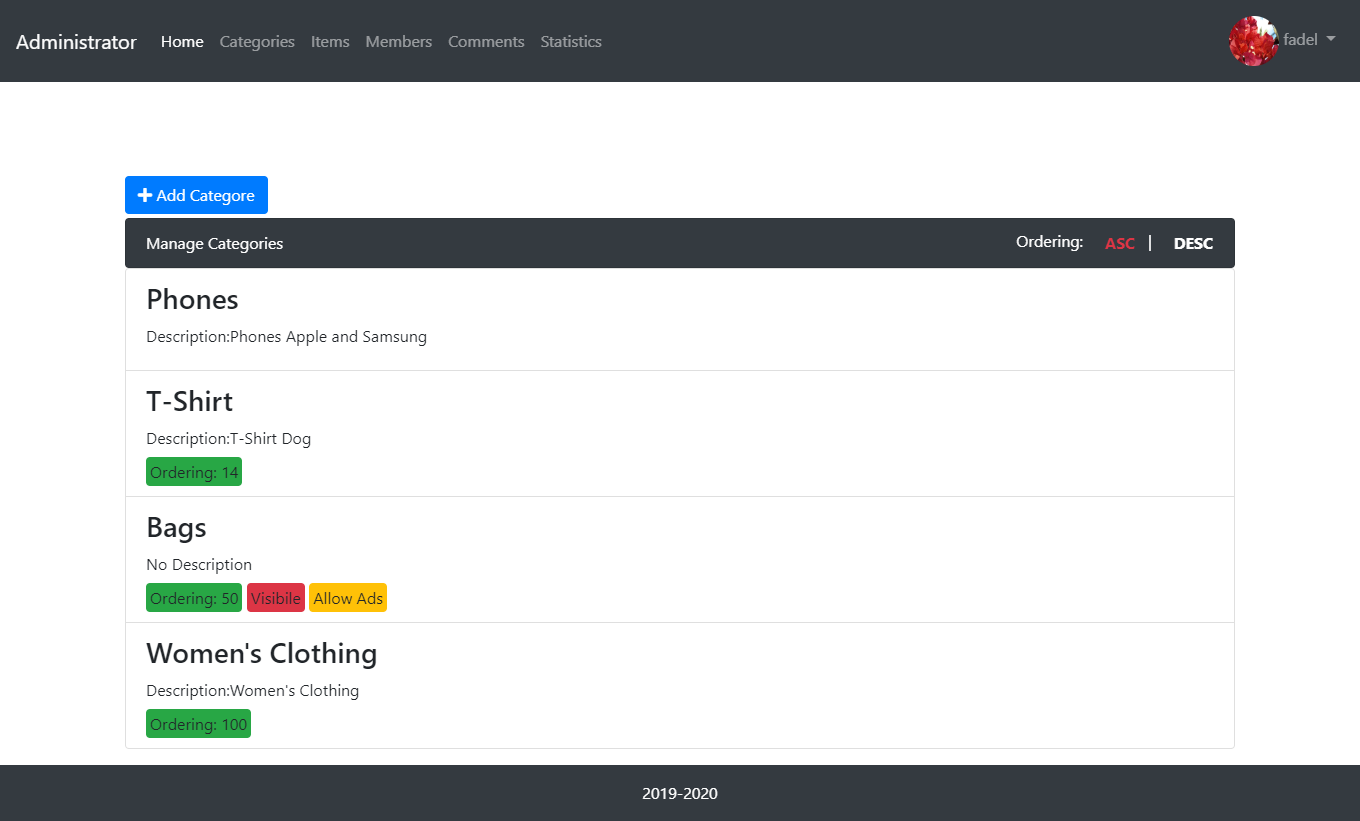 Administrator Home Categories Items Members Comments Statistics fadel
Add Categore
Manage Categories Ordering: ASC | DESC
Phones
Description:Phones Apple and Samsung
T-Shirt
Description:T-Shirt Dog
Ordering: 14
Bags
No Description
Ordering: 50 Visibile Allow Ads
Women's Clothing
Description:Women's Clothing
Ordering: 100
2019-2020